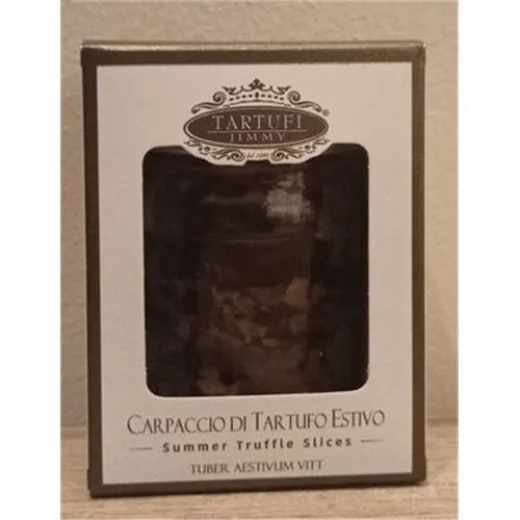 TARTUFI®
JIMMY
CARPACCIO DI TARTUFO ESTIVO
Summer Truffle Slices
TUBER AESTIVUM VITT